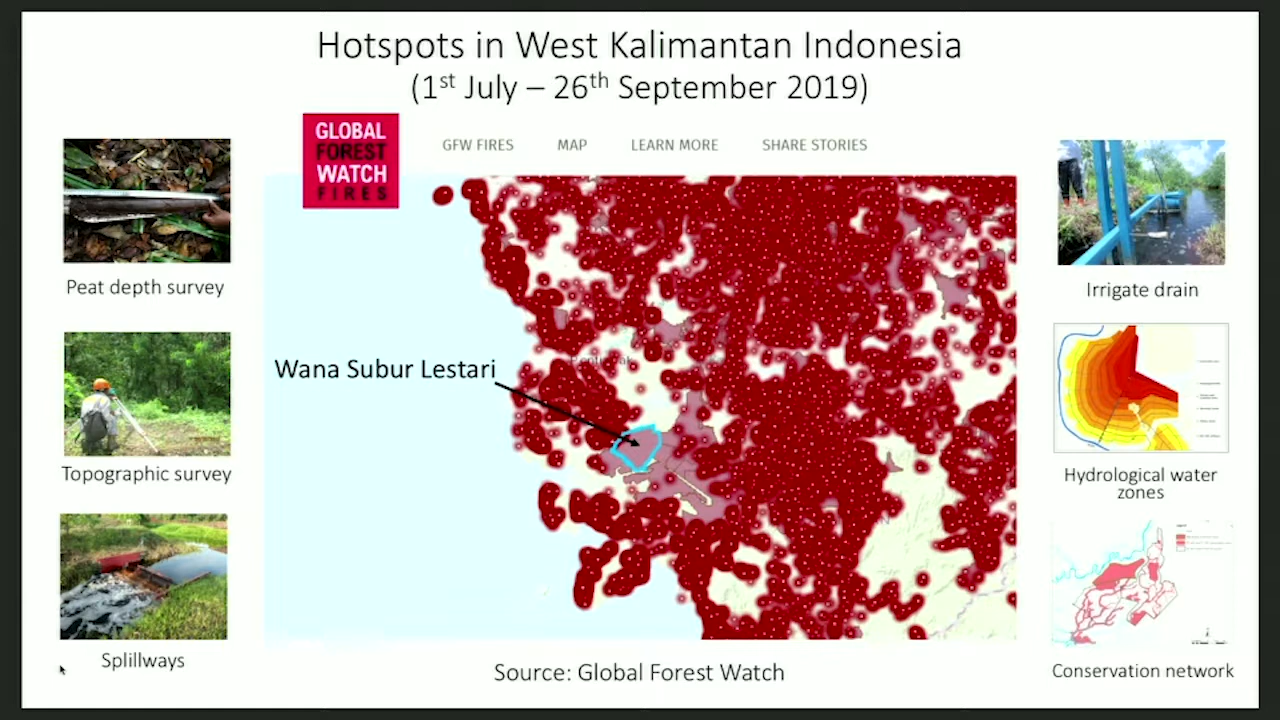 Hotspots in West Kalimantan Indonesia
(1st July – 26th September 2019)
GLOBAL
FOREST
WATCH
FIRES
GFW FIRES
MAP
LEARN MORE
SHARE STORIES
Peat depth survey
Topographic survey
Splillways
Wana Subur Lestari
Irrigate drain
Hydrological water
zones
Conservation network
Source: Global Forest Watch